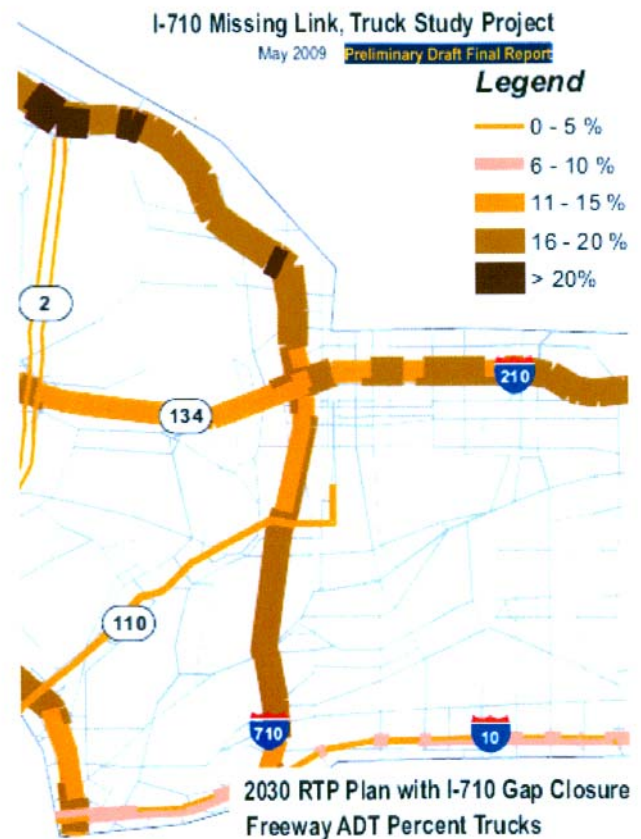 I-710 Missing Link, Truck Study Project
May 2009 Preliminary Draft Final Report
Legend
0 - 5 %
6 - 10 %
11 - 15 %
16 - 20 %
> 20%
2
210
134
110
710
10
2030 RTP Plan with I-710 Gap Closure
Freeway ADT Percent Trucks